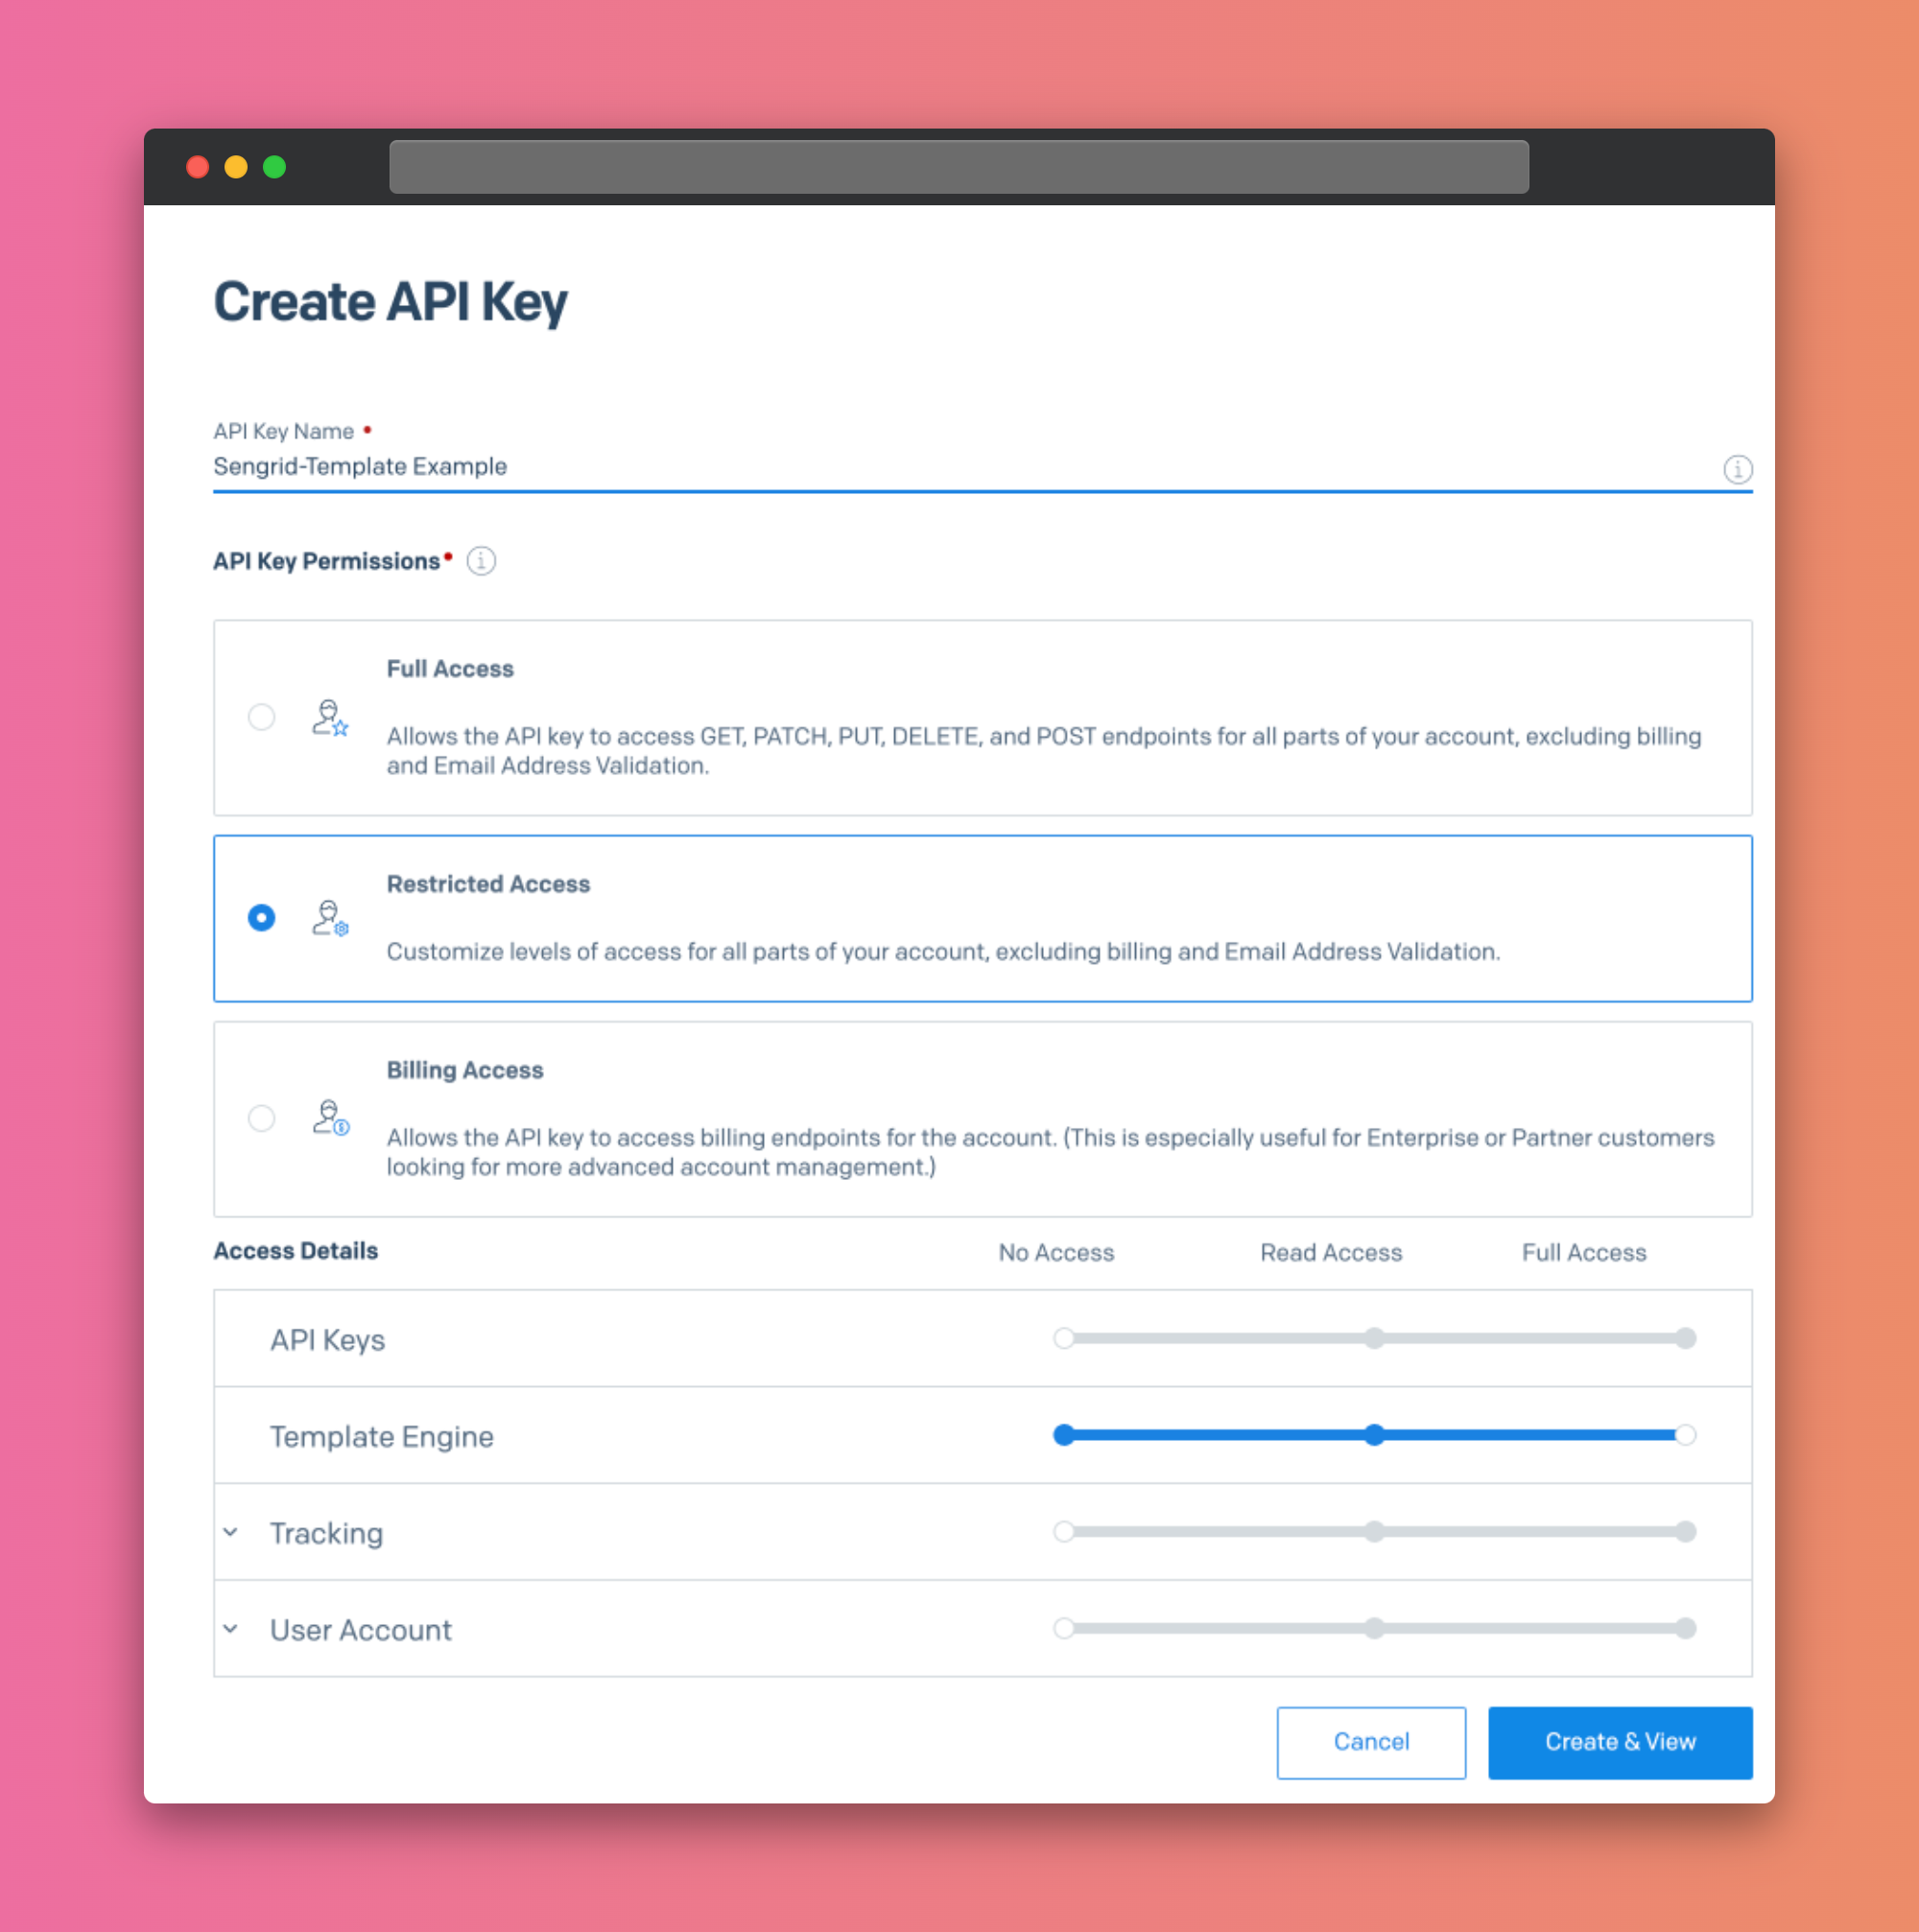 Create API Key
API Key Name
Sengrid-Template Example
API Key Permissions
Full Access
Allows the API key to access GET, PATCH, PUT, DELETE, and POST endpoints for all parts of your account, excluding billing
and Email Address Validation.
Restricted Access
Customize levels of access for all parts of your account, excluding billing and Email Address Validation.
Billing Access
Allows the API key to access billing endpoints for the account. (This is especially useful for Enterprise or Partner customers
looking for more advanced account management.)
Access Details No Access Read Access Full Access
API Keys
Template Engine
Tracking
User Account
Cancel Create & View